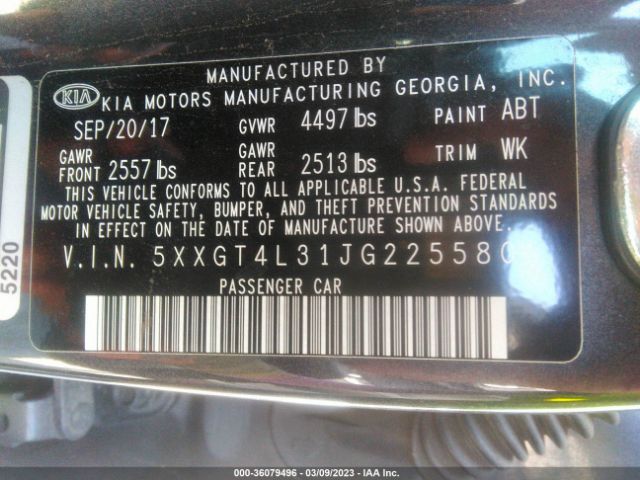 MANUFACTURED BY
KIA KIA MOTORS MANUFACTURING GEORGIA, INC.
SEP/20/17 GVWR 4497 lbs PAINT ABT
GAWR FRONT 2557 lbs GAWR REAR 2513 lbs TRIM WK
THIS VEHICLE CONFORMS TO ALL APPLICABLE U.S.A. FEDERAL
MOTOR VEHICLE SAFETY, BUMPER, AND THEFT PREVENTION STANDARDS
IN EFFECT ON THE DATE OF MANUFACTURE SHOWN ABOVE.
V.I.N. 5XXGT4L31JG225580
PASSENGER CAR
5220
000-36079496 - 03/09/2023 - IAA Inc.